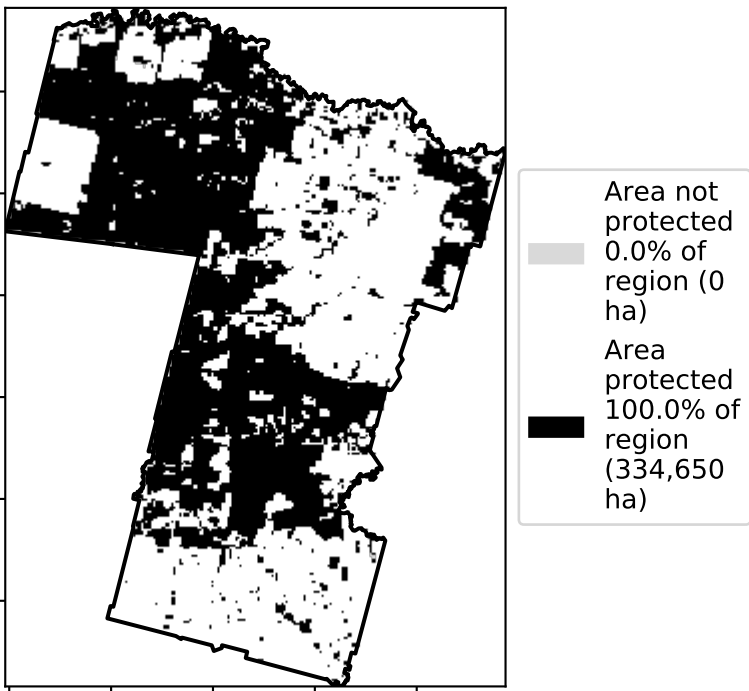 Area not
protected
0.0% of
region (0
ha)
Area
protected
100.0% of
region
(334,650
ha)